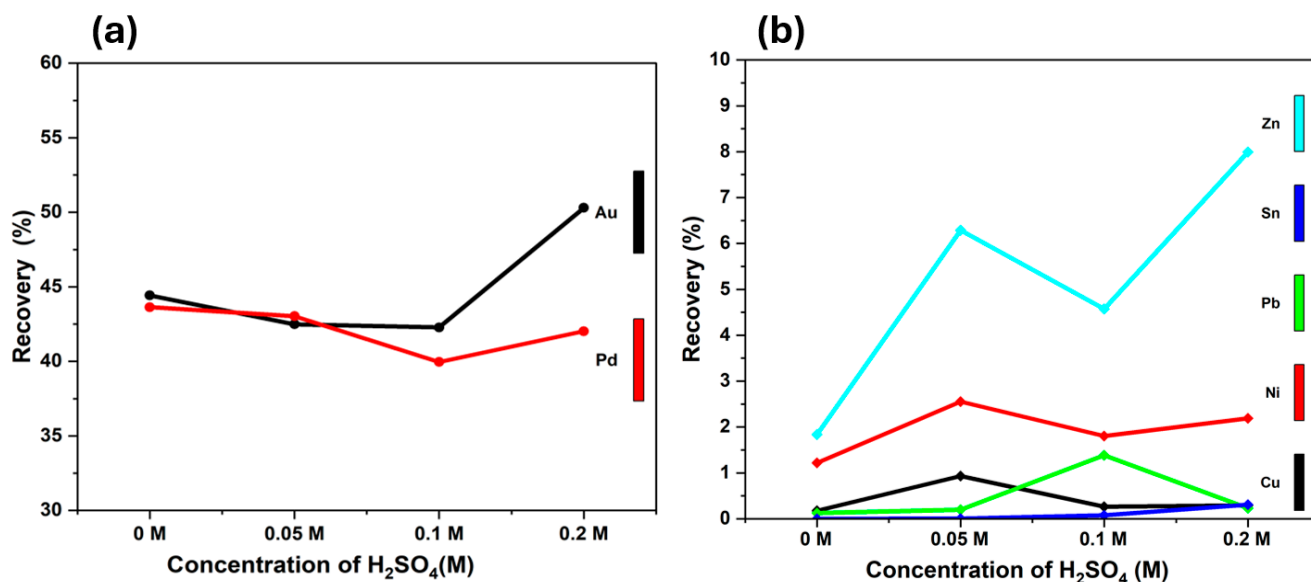 (a)
60
55
50
45
40
35
30
Recovery (%)
Au
Pd
0 M 0.05 M 0.1 M 0.2 M
Concentration of H₂SO₄(M)
(b)
10
9
8
7
6
5
4
3
2
1
0
Recovery (%)
Zn
Sn
Pb
Ni
Cu
0 M 0.05 M 0.1 M 0.2 M
Concentration of H₂SO₄ (M)